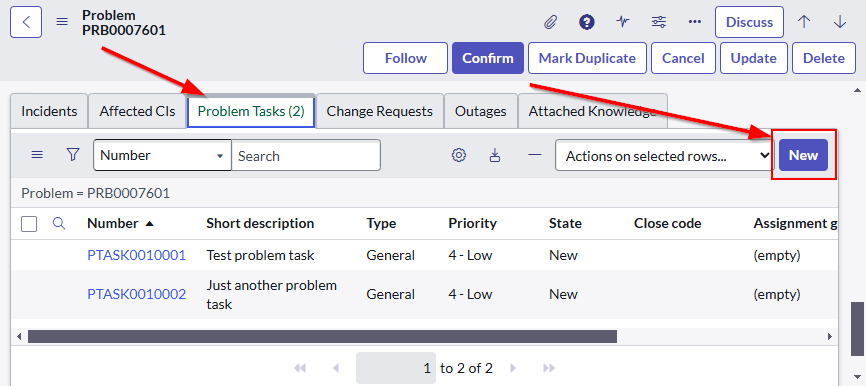 Problem
PRB0007601
Discuss
Follow Confirm Mark Duplicate Cancel Update Delete
Incidents Affected CIs Problem Tasks (2) Change Requests Outages Attached Knowledge
Number Search Actions on selected rows... New
Problem = PRB0007601
Number Short description Type Priority State Close code Assignment g
PTASK0010001 Test problem task General 4 - Low New (empty)
PTASK0010002 Just another problem task General 4 - Low New (empty)
1 to 2 of 2